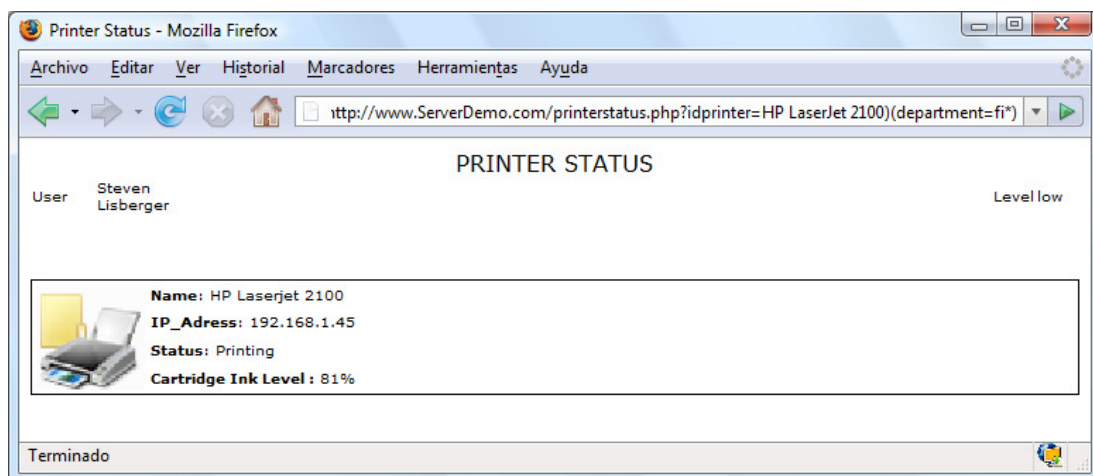 Printer Status - Mozilla Firefox
Archivo Editar Ver Historial Marcadores Herramientas Ayuda
ittp://www.ServerDemo.com/printerstatus.php?idprinter=HP LaserJet 2100)(department=fi*)
PRINTER STATUS
User Steven Lisberger Level low
Name: HP Laserjet 2100
IP_Adress: 192.168.1.45
Status: Printing
Cartridge Ink Level : 81%
Terminado